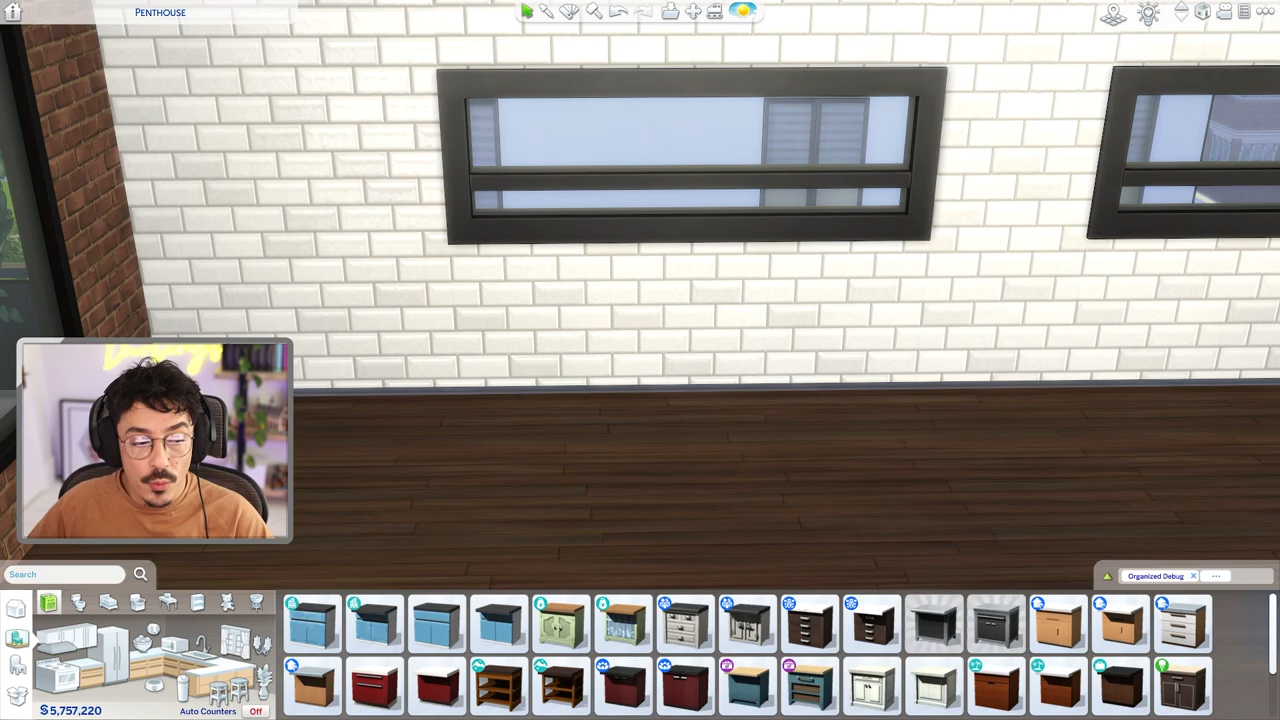 PENTHOUSE
Search
Organized Debug
§5,757,220
Auto Counters Off